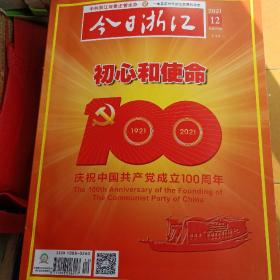 今日浙江
2021
12
初心和使命
100
1921
2021
庆祝中国共产党成立100周年
The 100th Anniversary of the Founding of
The Communist Party of China